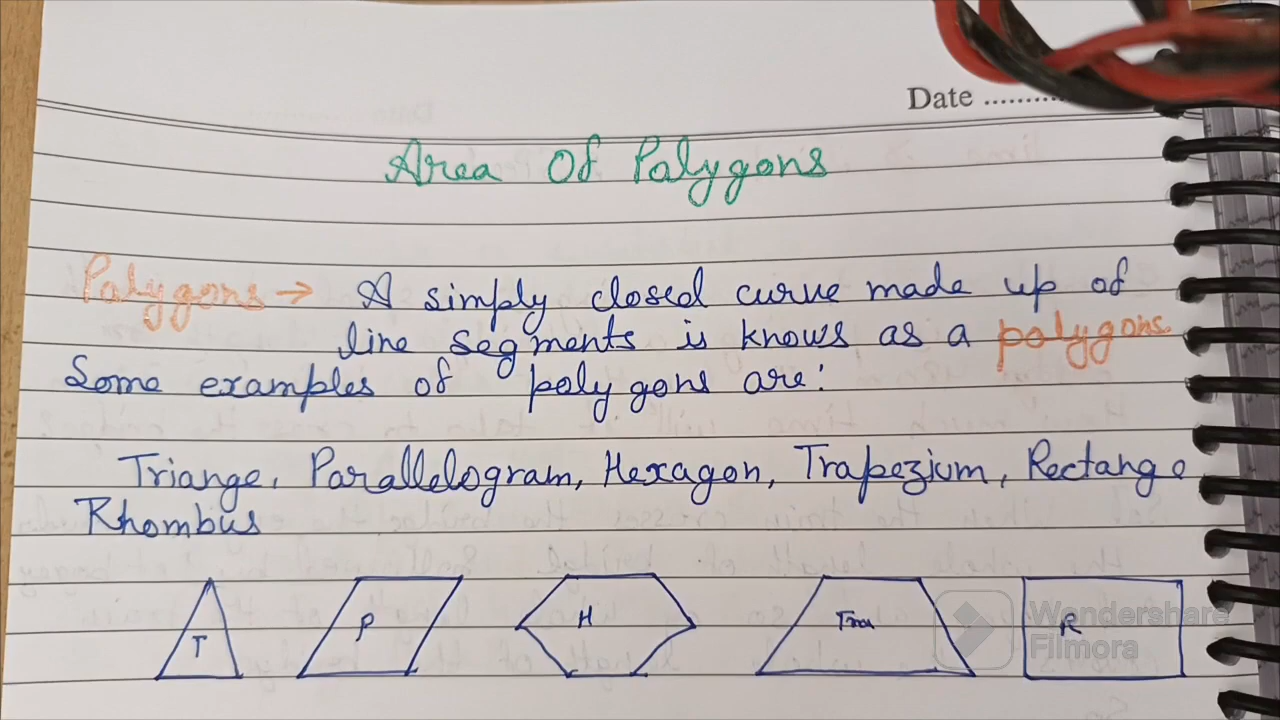 Date ..........
Area Of Polygons
Polygons → A simply closed curve made up of
line segments is knows as a polygons.
Some examples of polygons are:
Triange, Parallelogram, Hexagon, Trapezium, Rectange
Rhombus
T P H Tra R
Wondershare
Filmora